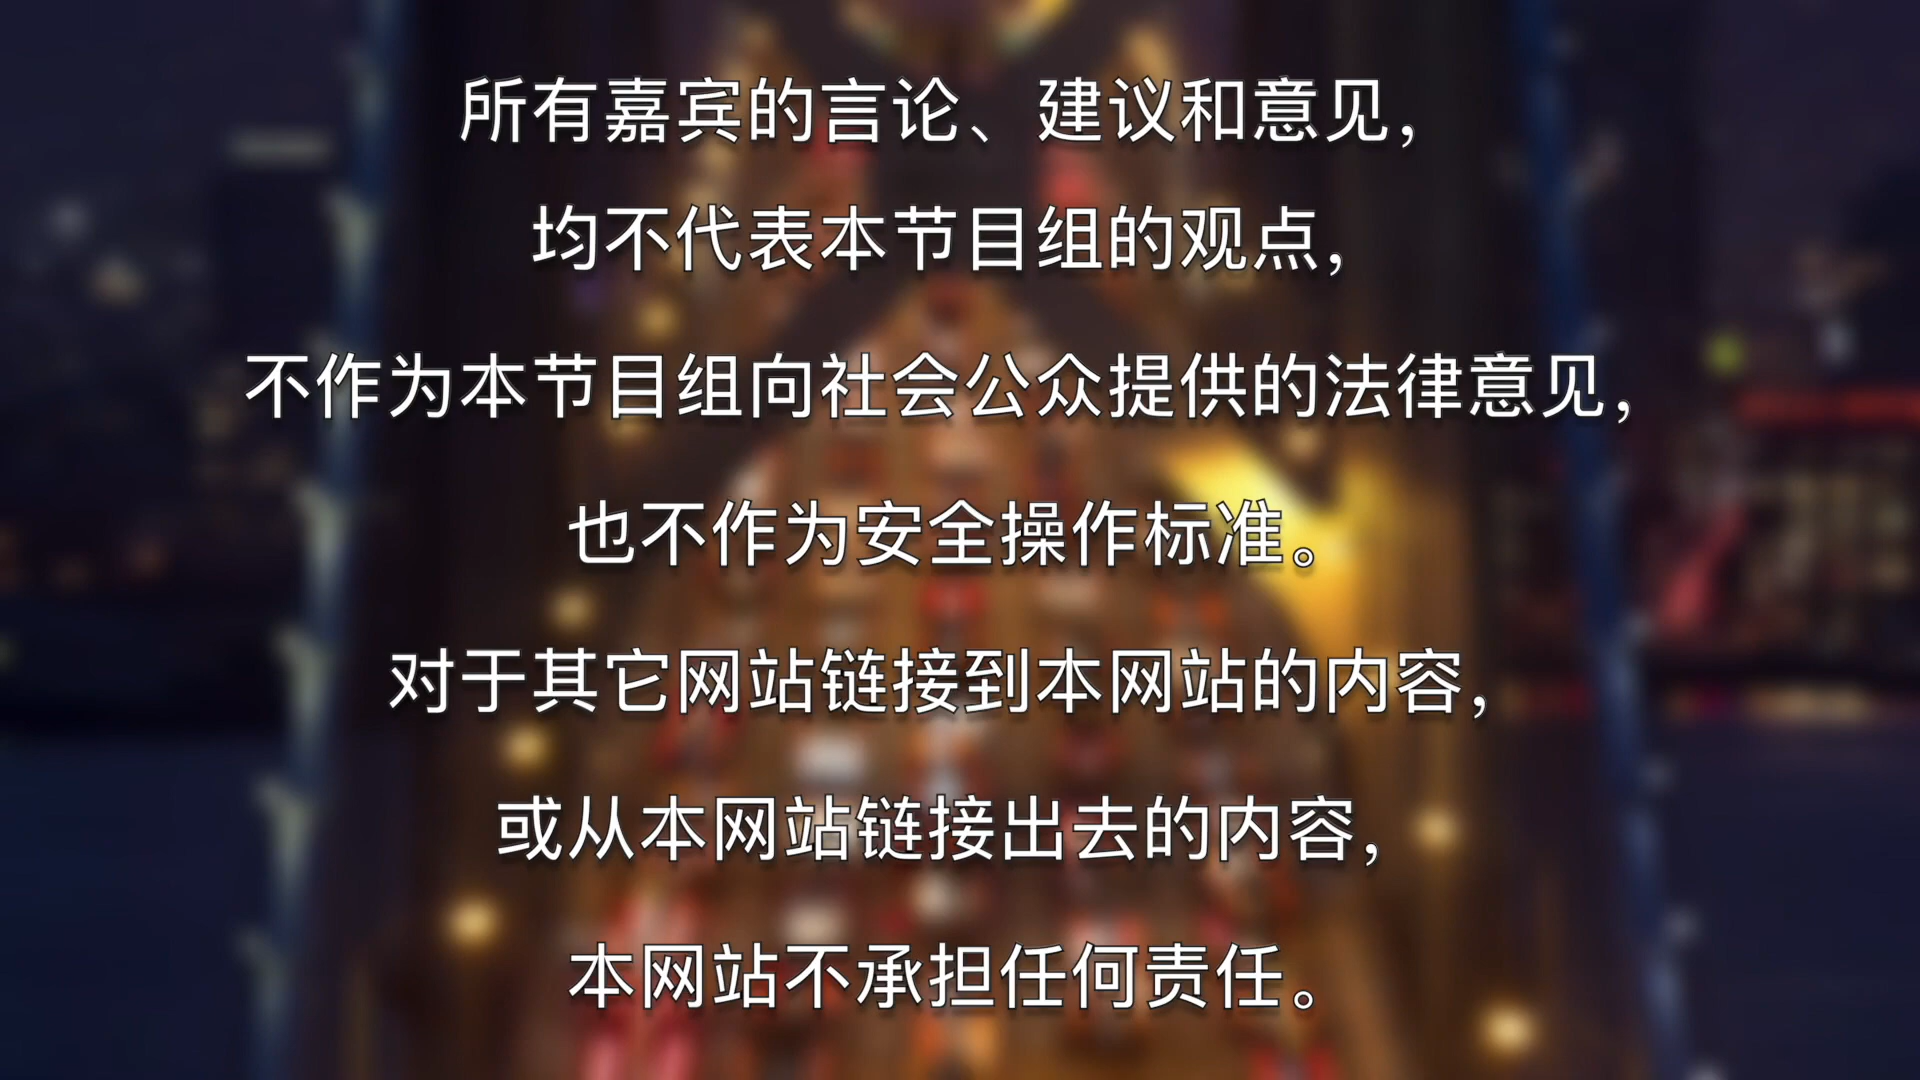 所有嘉宾的言论、建议和意见，
均不代表本节目组的观点，
不作为本节目组向社会公众提供的法律意见，
也不作为安全操作标准。
对于其它网站链接到本网站的内容，
或从本网站链接出去的内容，
本网站不承担任何责任。